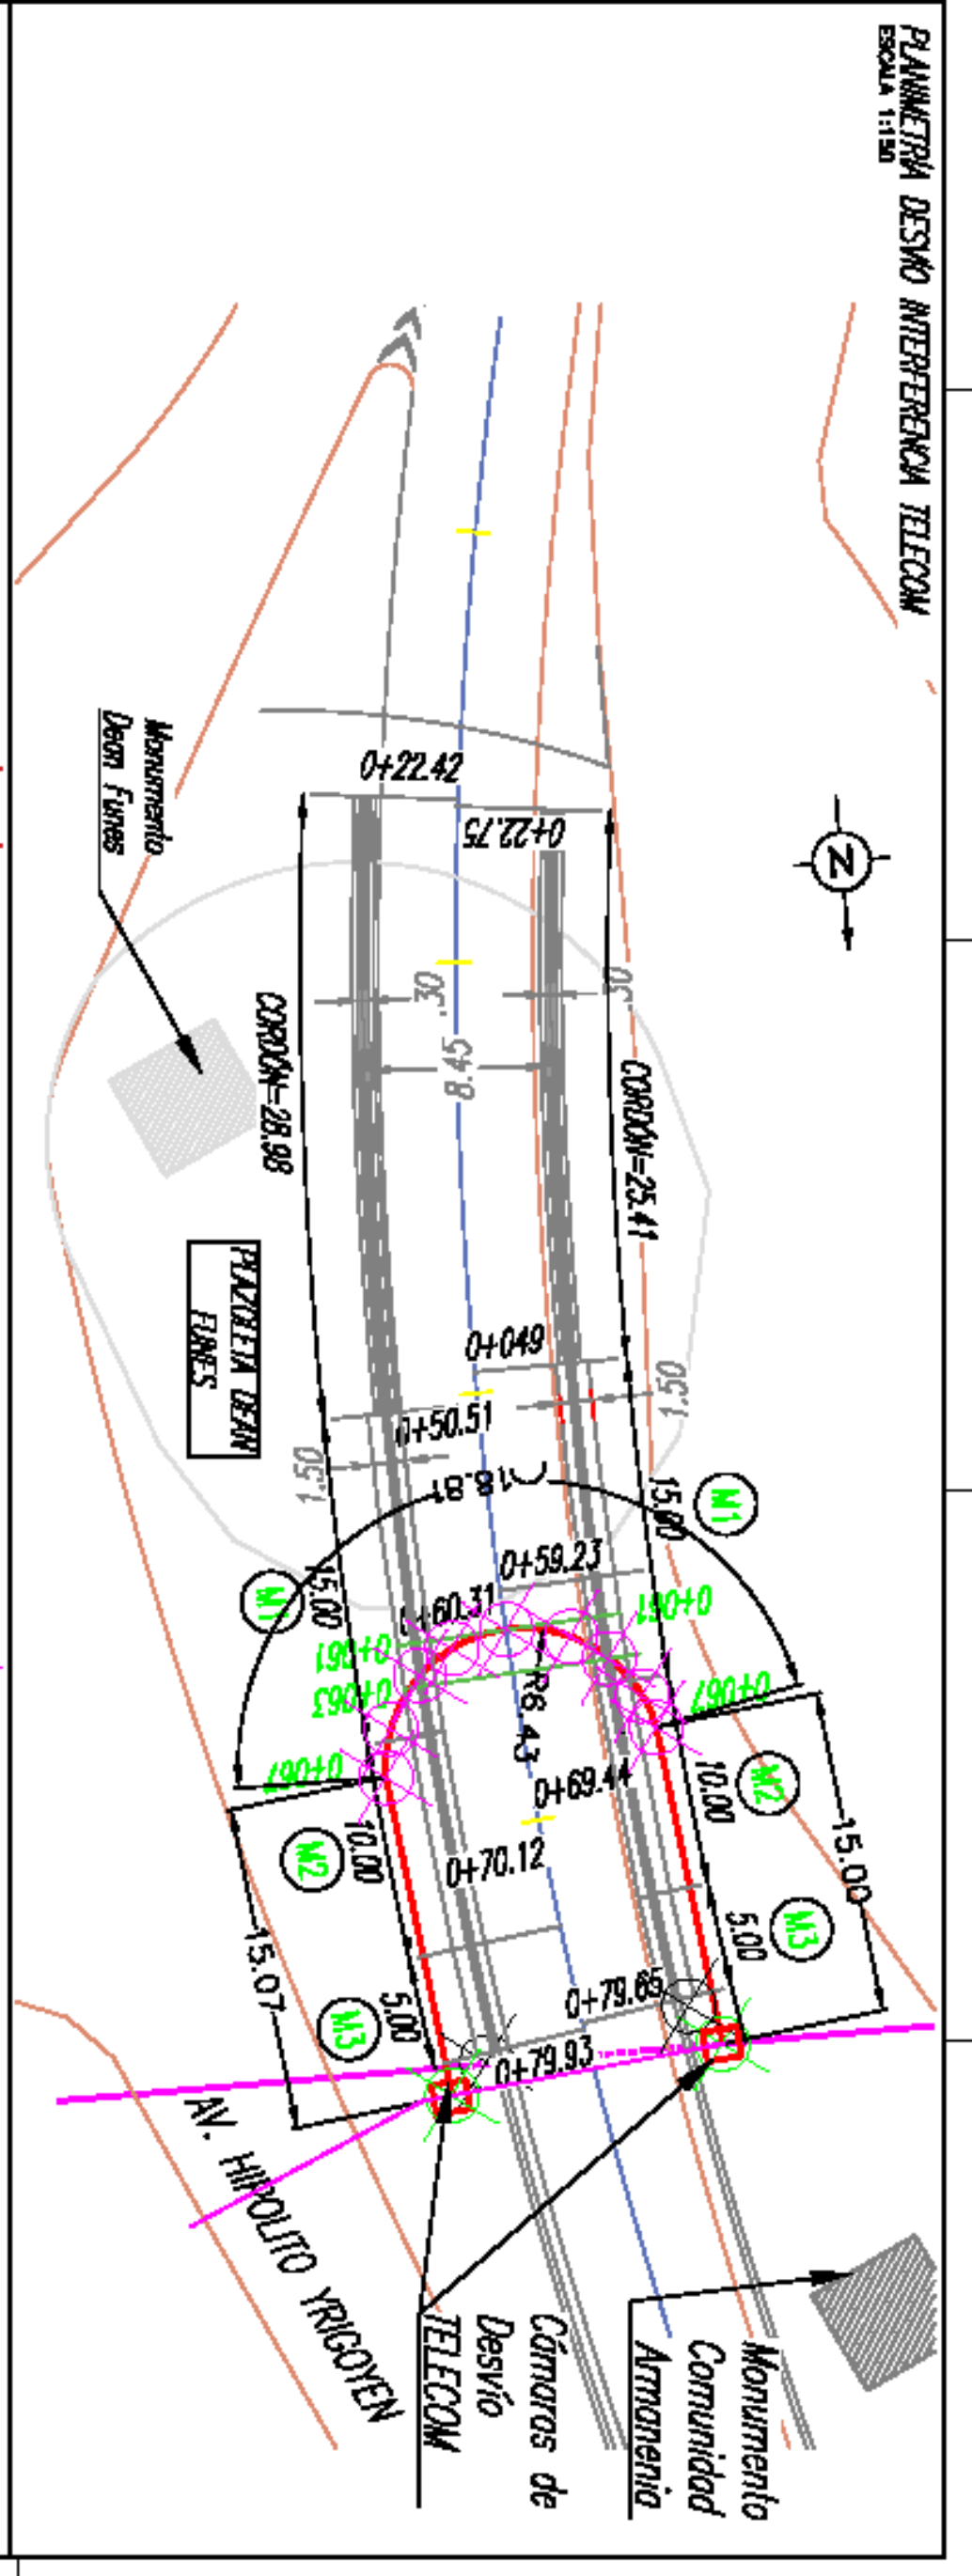 PLANIMETRÍA DESVÍO INTERFERENCIA TELECOM
ESCALA 1:150
N
Monumento
Dean Funes
0+22.42
0+22.75
.30
.30
8.45
CORDÓN=28.98
CORDÓN=25.41
PLAZOLETA DEAN
FUNES
0+049
0+50.51
1.50
1.50
18.81
15.00
M1
15.00
M1
0+59.23
0+60.31
0+061
0+061
0+063
0+067
0+067
R6.43
0+69.44
0+70.12
10.00
M2
10.00
M2
15.00
15.07
5.00
M3
5.00
M3
0+79.65
0+79.93
AV. HIPOLITO YRIGOYEN
Cámaras de
Desvío
TELECOM
Monumento
Comunidad
Armanenia